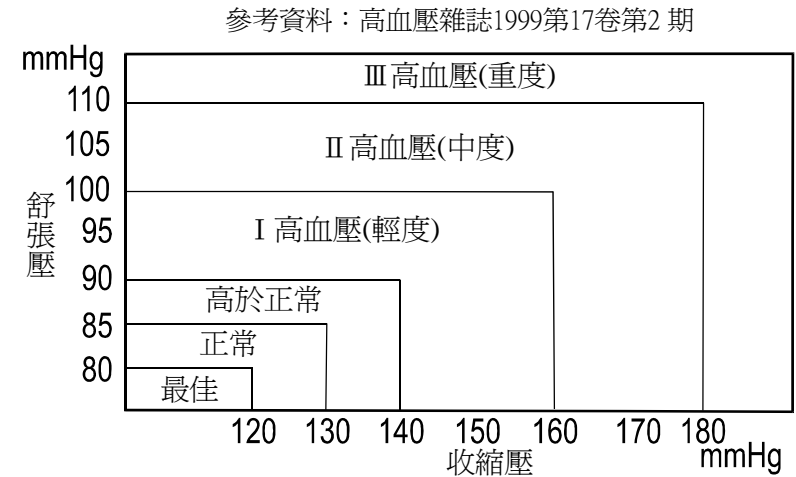 參考資料：高血壓雜誌1999第17卷第2 期
mmHg
Ⅲ高血壓(重度)
110
105
Ⅱ高血壓(中度)
100
舒張壓
95
Ⅰ高血壓(輕度)
90
高於正常
85
正常
80
最佳
120 130 140 150 160 170 180
收縮壓
mmHg